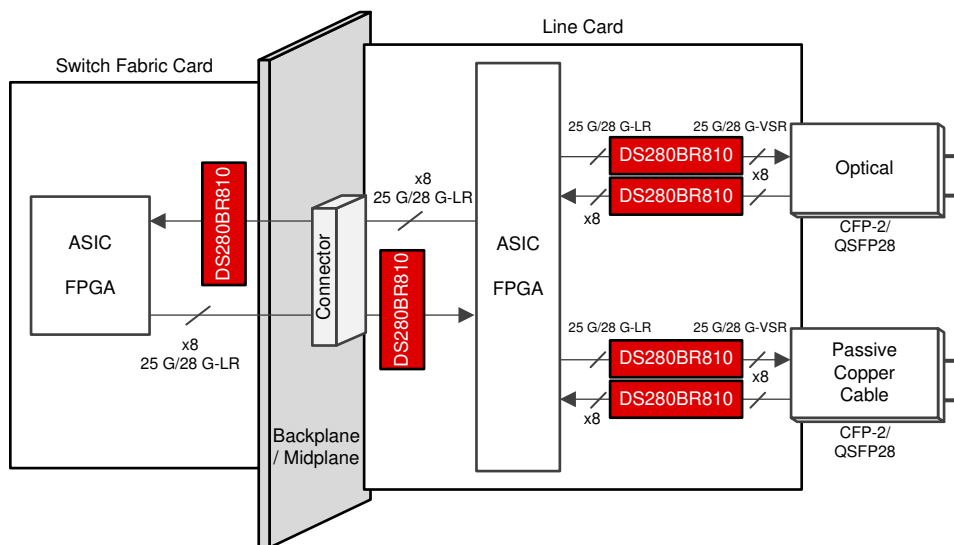 Switch Fabric Card
ASIC
FPGA
DS280BR810
x8
25 G/28 G-LR
Backplane
/ Midplane
Connector
Line Card
x8
25 G/28 G-LR
DS280BR810
ASIC
FPGA
25 G/28 G-LR
25 G/28 G-VSR
DS280BR810
x8
DS280BR810
x8
Optical
CFP-2/
QSFP28
25 G/28 G-LR
25 G/28 G-VSR
DS280BR810
x8
DS280BR810
x8
Passive
Copper
Cable
CFP-2/
QSFP28